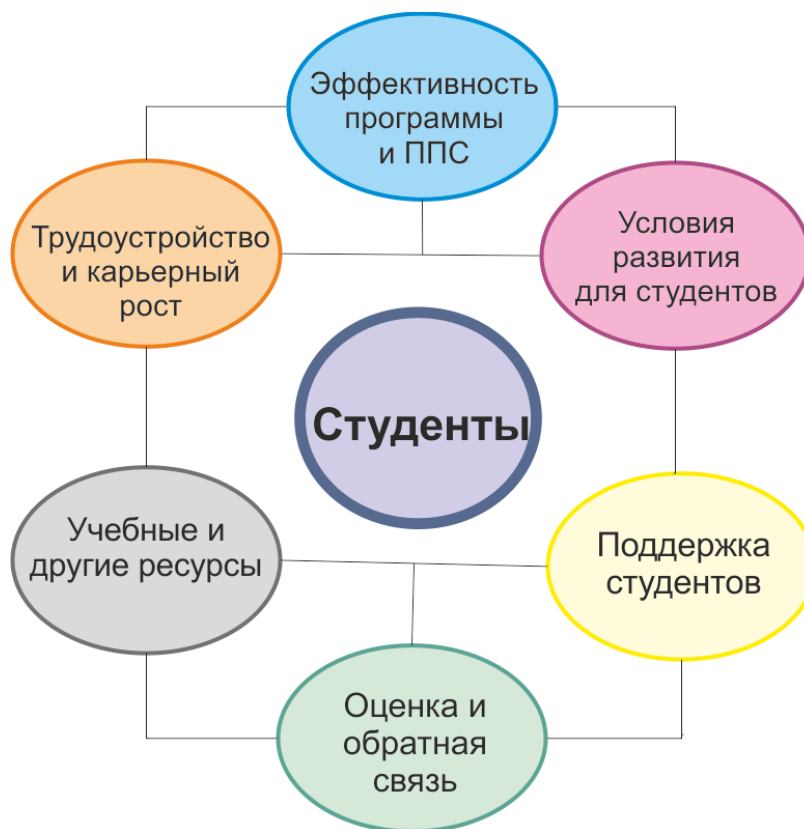 Эффективность
программы
и ППС
Трудоустройство
и карьерный
рост
Условия
развития
для студентов
Студенты
Учебные и
другие ресурсы
Поддержка
студентов
Оценка и
обратная
связь